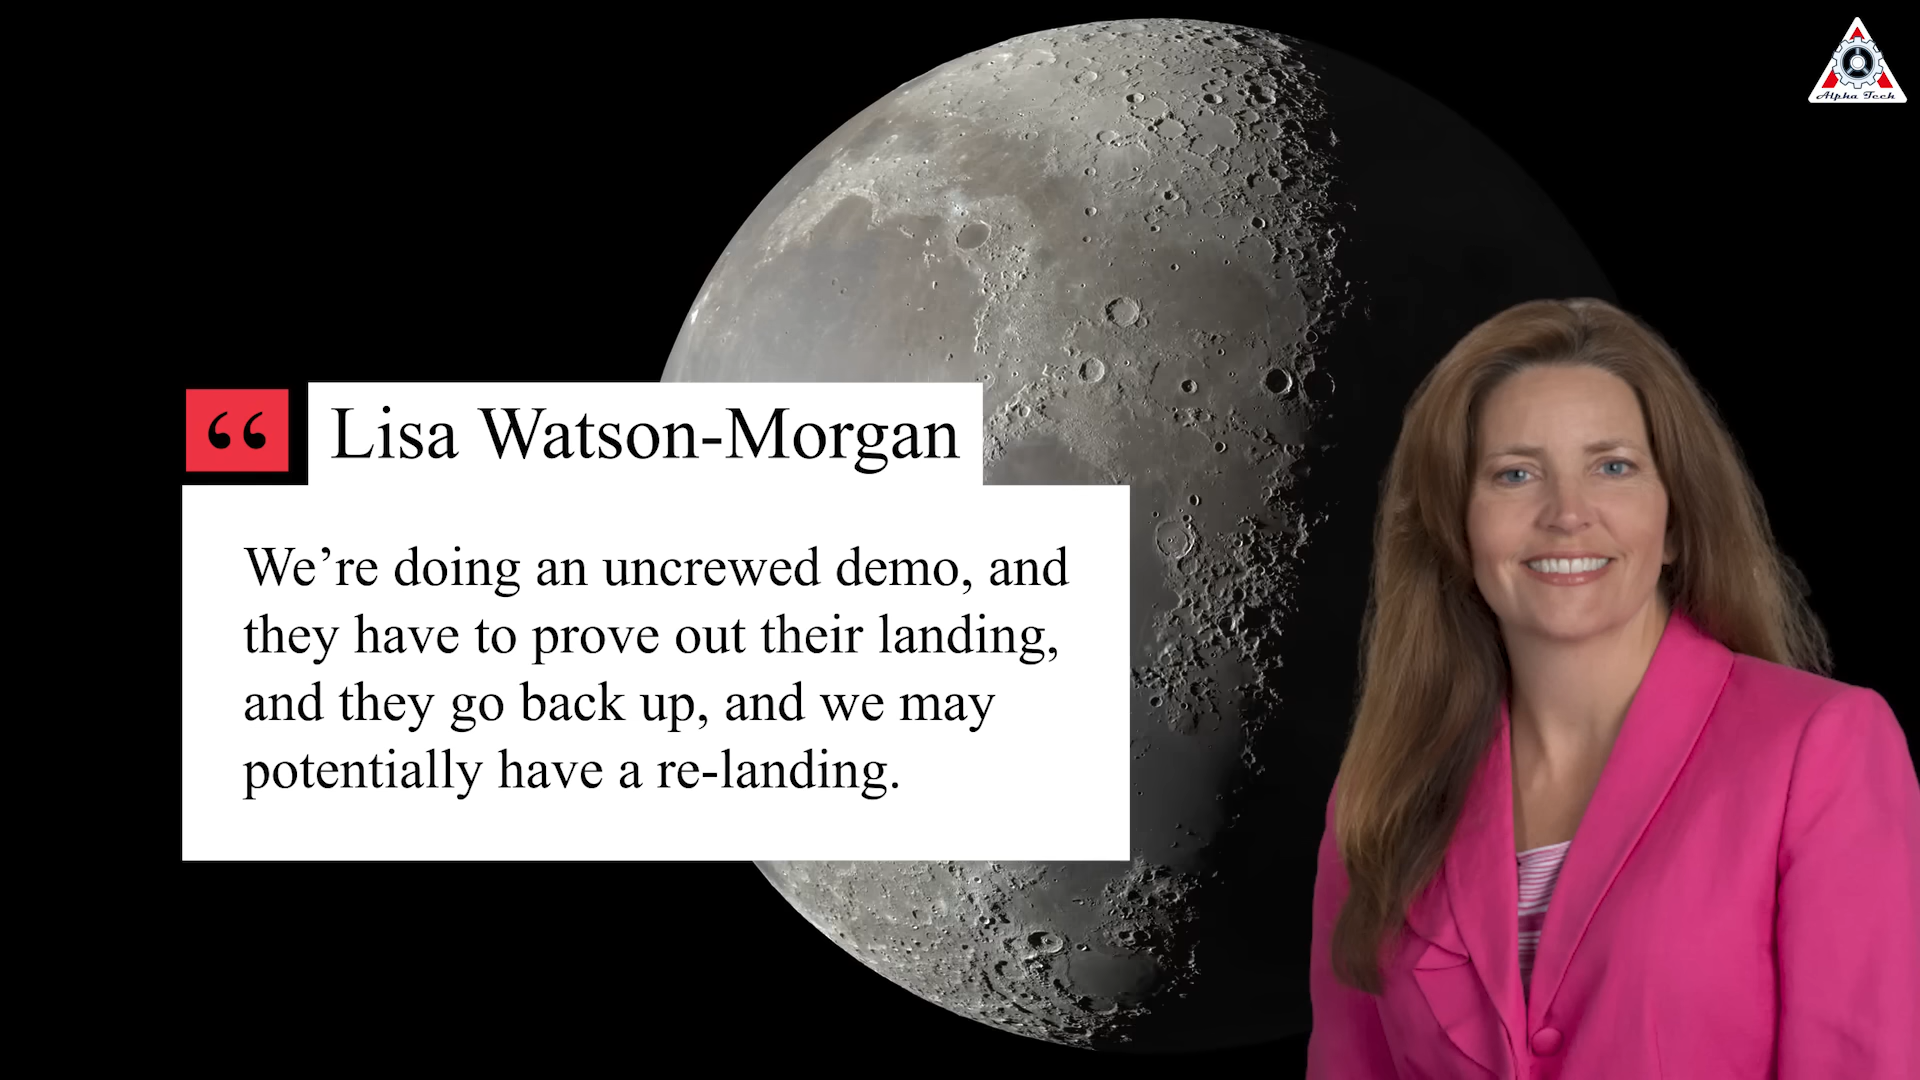 Alpha Tech
“ Lisa Watson-Morgan
We’re doing an uncrewed demo, and
they have to prove out their landing,
and they go back up, and we may
potentially have a re-landing.